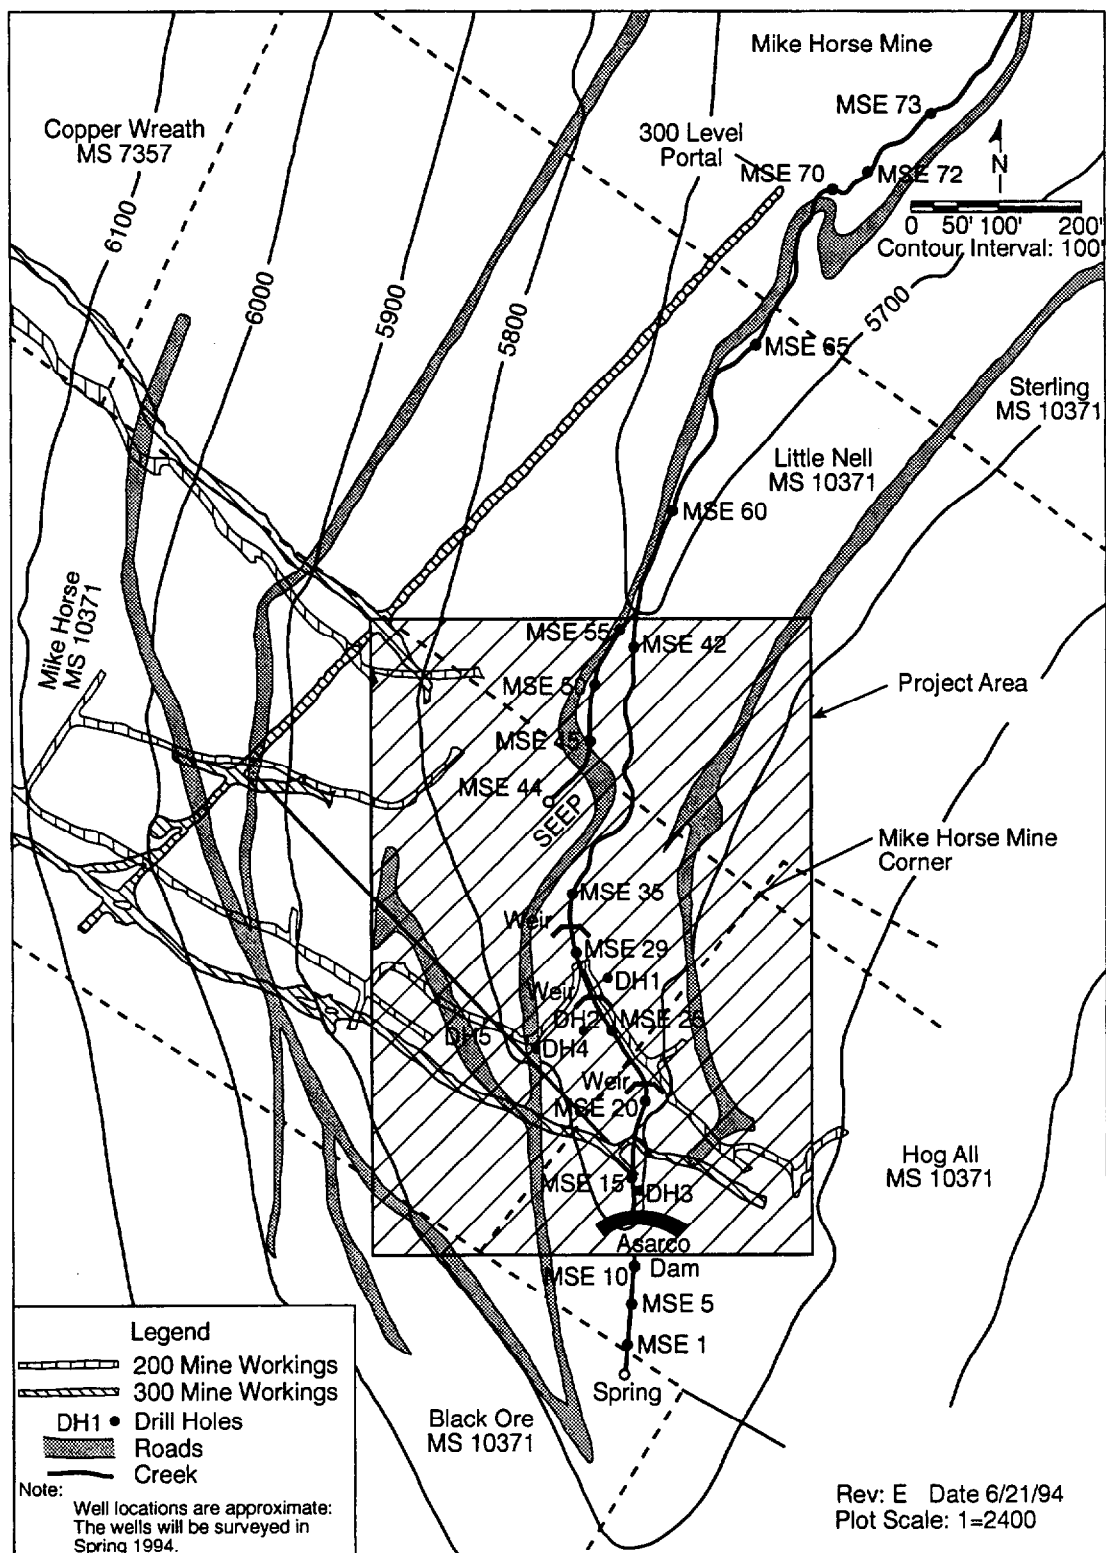 Mike Horse Mine
MSE 73
Copper Wreath
MS 7357
300 Level
Portal
MSE 70
MSE 72
N
0 50' 100' 200'
Contour Interval: 100'
6100
6000
5900
5800
5700
MSE 65
Sterling
MS 10371
Little Nell
MS 10371
MSE 60
Mike Horse
MS 10371
MSE 55
MSE 42
MSE 50
Project Area
MSE 45
MSE 44
SEEP
Mike Horse Mine
Corner
MSE 35
Weir
MSE 29
DH1
Weir
DH2
MSE 25
DH5
DH4
Weir
MSE 20
Hog All
MS 10371
MSE 15
DH3
Asarco
Dam
MSE 10
MSE 5
MSE 1
Spring
Black Ore
MS 10371
Legend
200 Mine Workings
300 Mine Workings
DH1 • Drill Holes
Roads
Creek
Note:
Well locations are approximate:
The wells will be surveyed in
Spring 1994.
Rev: E Date 6/21/94
Plot Scale: 1=2400